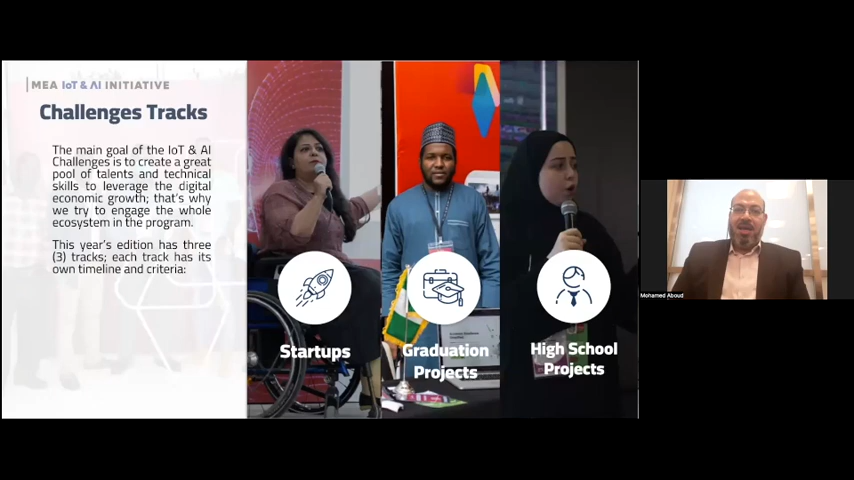 MEA IoT & AI INITIATIVE
Challenges Tracks
The main goal of the IoT & AI
Challenges is to create a great
pool of talents and technical
skills to leverage the digital
economic growth; that's why
we try to engage the whole
ecosystem in the program.
This year's edition has three
(3) tracks; each track has its
own timeline and criteria:
Startups
Graduation
Projects
High School
Projects
Mohamed Aboud